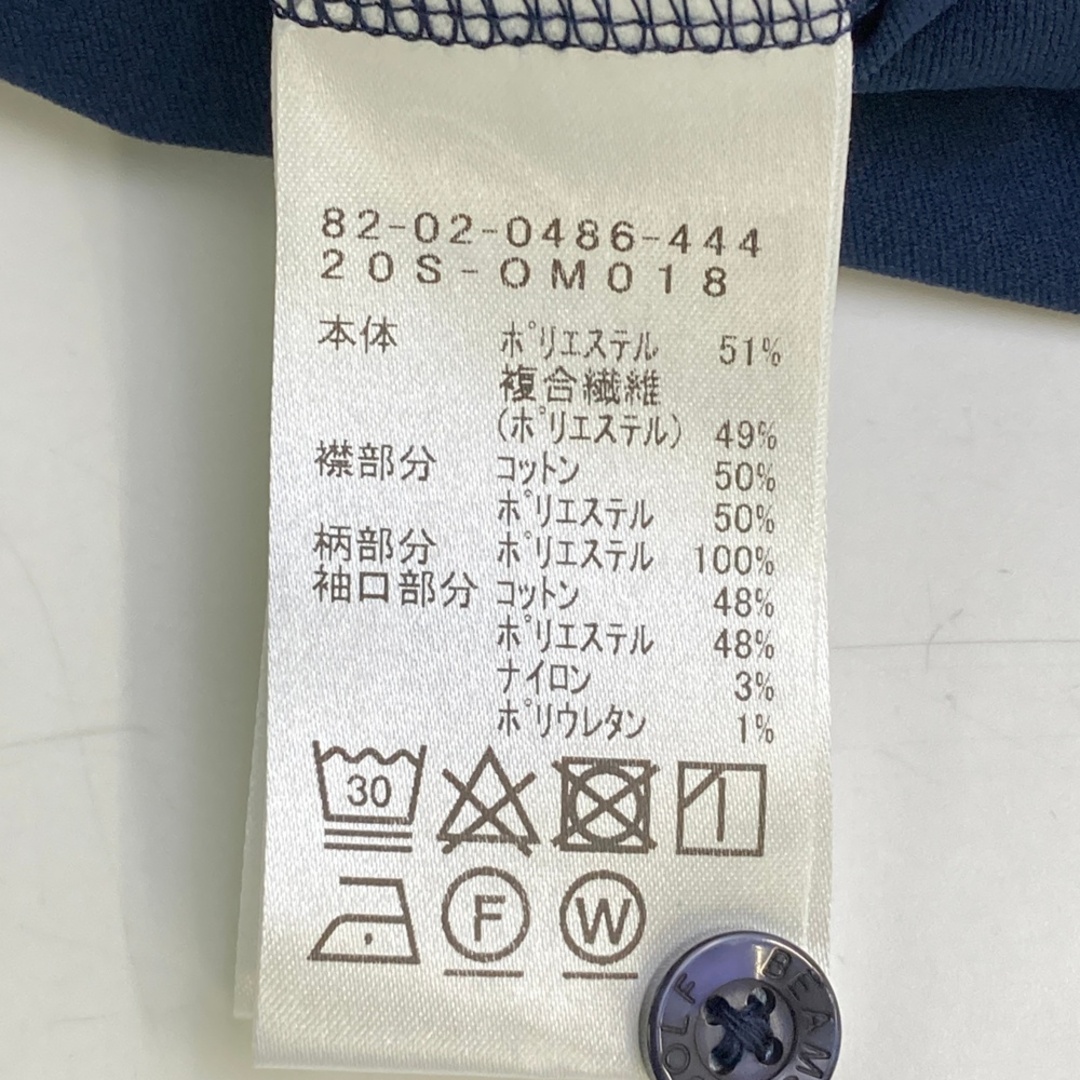 82-02-0486-444
20S-OM018
本体 ポリエステル 51%
複合繊維
(ポリエステル) 49%
襟部分 コットン 50%
ポリエステル 50%
柄部分 ポリエステル 100%
袖口部分 コットン 48%
ポリエステル 48%
ナイロン 3%
ポリウレタン 1%
30
F W
BEAMS